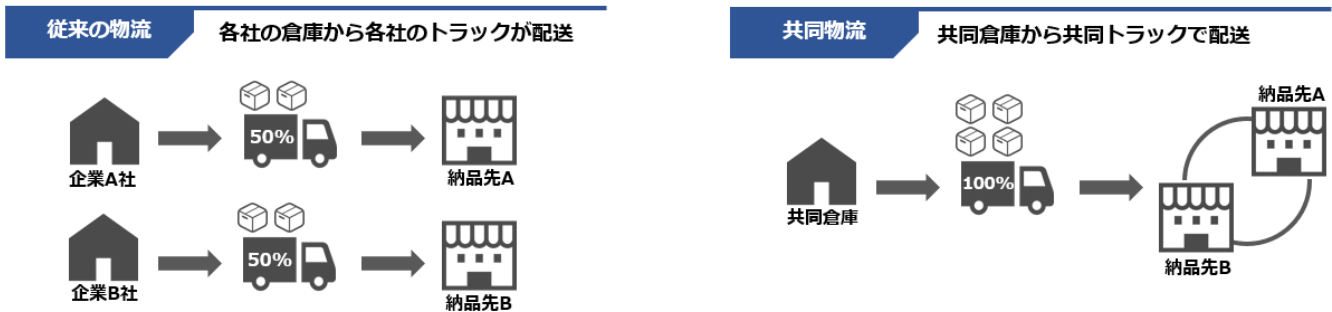 従来の物流
各社の倉庫から各社のトラックが配送
50%
企業A社
納品先A
50%
企業B社
納品先B
共同物流
共同倉庫から共同トラックで配送
納品先A
100%
共同倉庫
納品先B